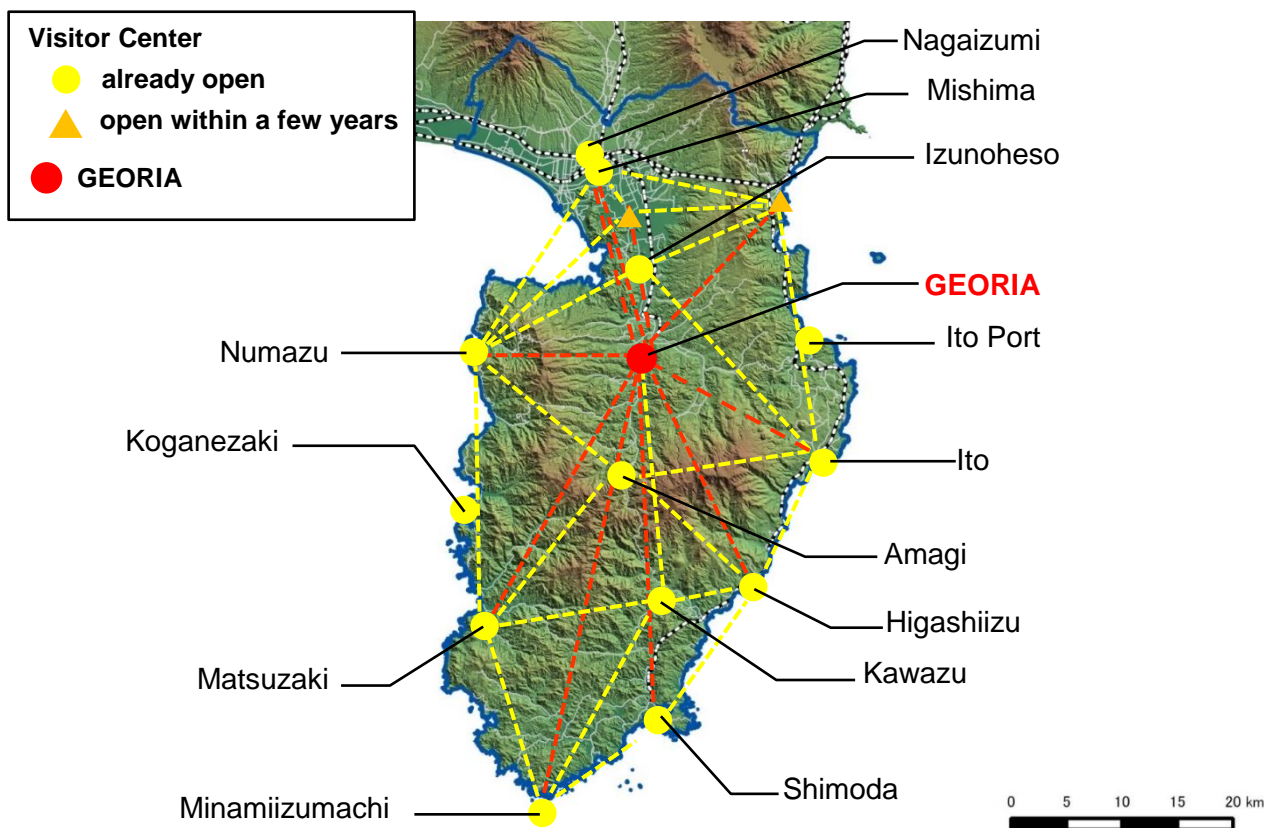 Visitor Center
already open
open within a few years
GEORIA
Nagaizumi
Mishima
Izunoheso
GEORIA
Ito Port
Numazu
Koganezaki
Ito
Amagi
Higashiizu
Kawazu
Matsuzaki
Shimoda
Minamiizumachi
0 5 10 15 20 km